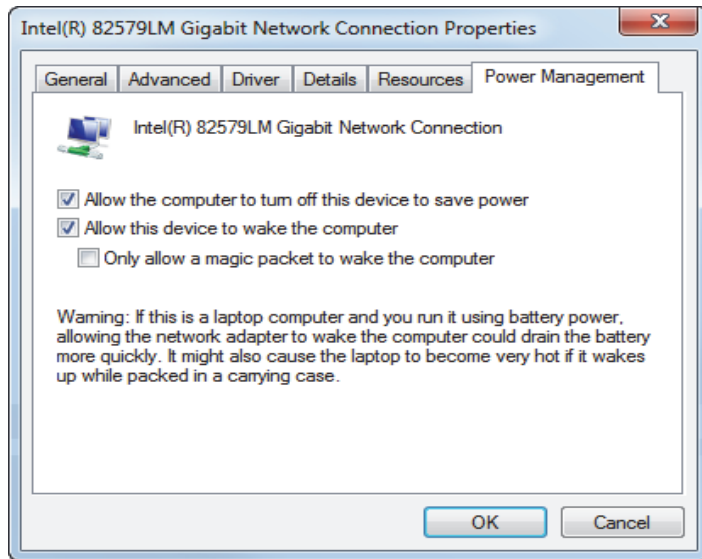 Intel(R) 82579LM Gigabit Network Connection Properties
General Advanced Driver Details Resources Power Management
Intel(R) 82579LM Gigabit Network Connection
Allow the computer to turn off this device to save power
Allow this device to wake the computer
Only allow a magic packet to wake the computer
Warning: If this is a laptop computer and you run it using battery power,
allowing the network adapter to wake the computer could drain the battery
more quickly. It might also cause the laptop to become very hot if it wakes
up while packed in a carrying case.
OK Cancel